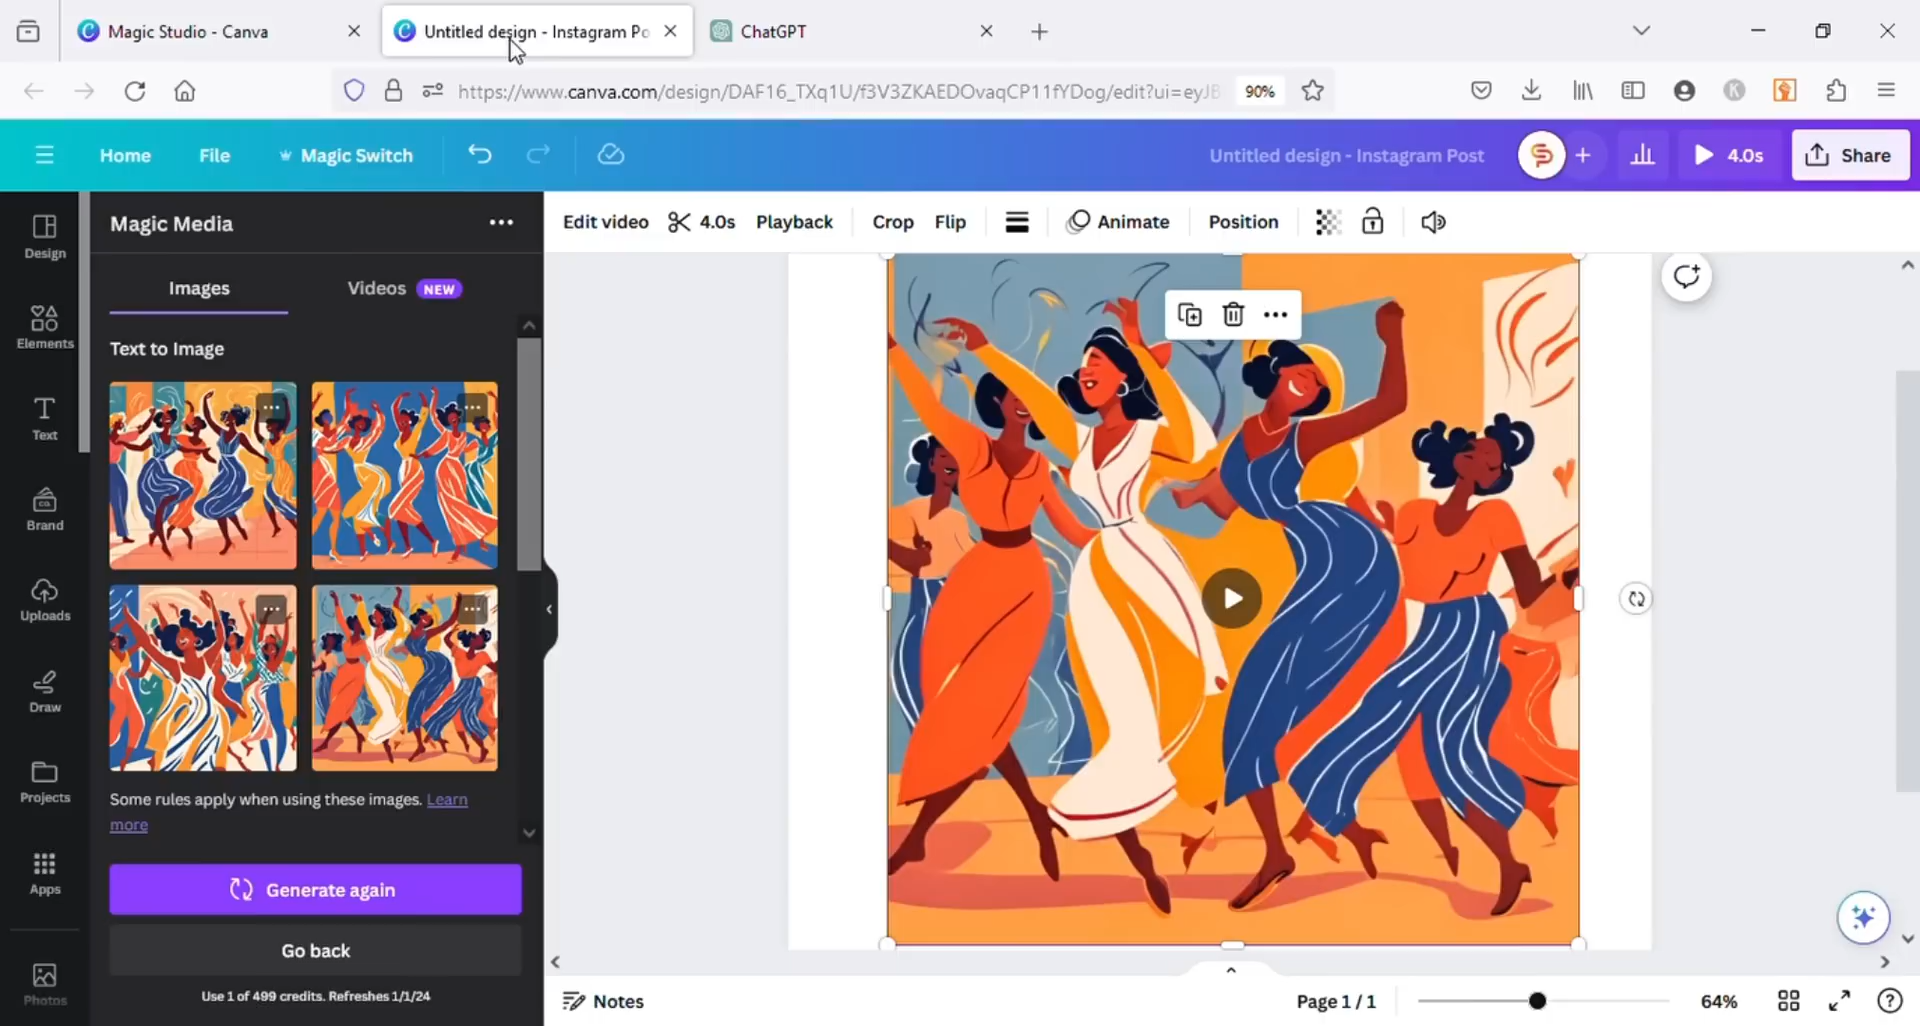 Magic Studio - Canva
Untitled design - Instagram Po
ChatGPT
https://www.canva.com/design/DAF16_TXq1U/f3V3ZKAEDOvaqCP11fYDog/edit?ui=eyJB
90%
K
Home
File
Magic Switch
Untitled design - Instagram Post
4.0s
Share
Design
Elements
Text
Brand
Uploads
Draw
Projects
Apps
Photos
Magic Media
Images
Videos NEW
Text to Image
Some rules apply when using these images. Learn
more
Generate again
Go back
Use 1 of 499 credits. Refreshes 1/1/24
Edit video
4.0s
Playback
Crop
Flip
Animate
Position
Notes
Page 1 / 1
64%